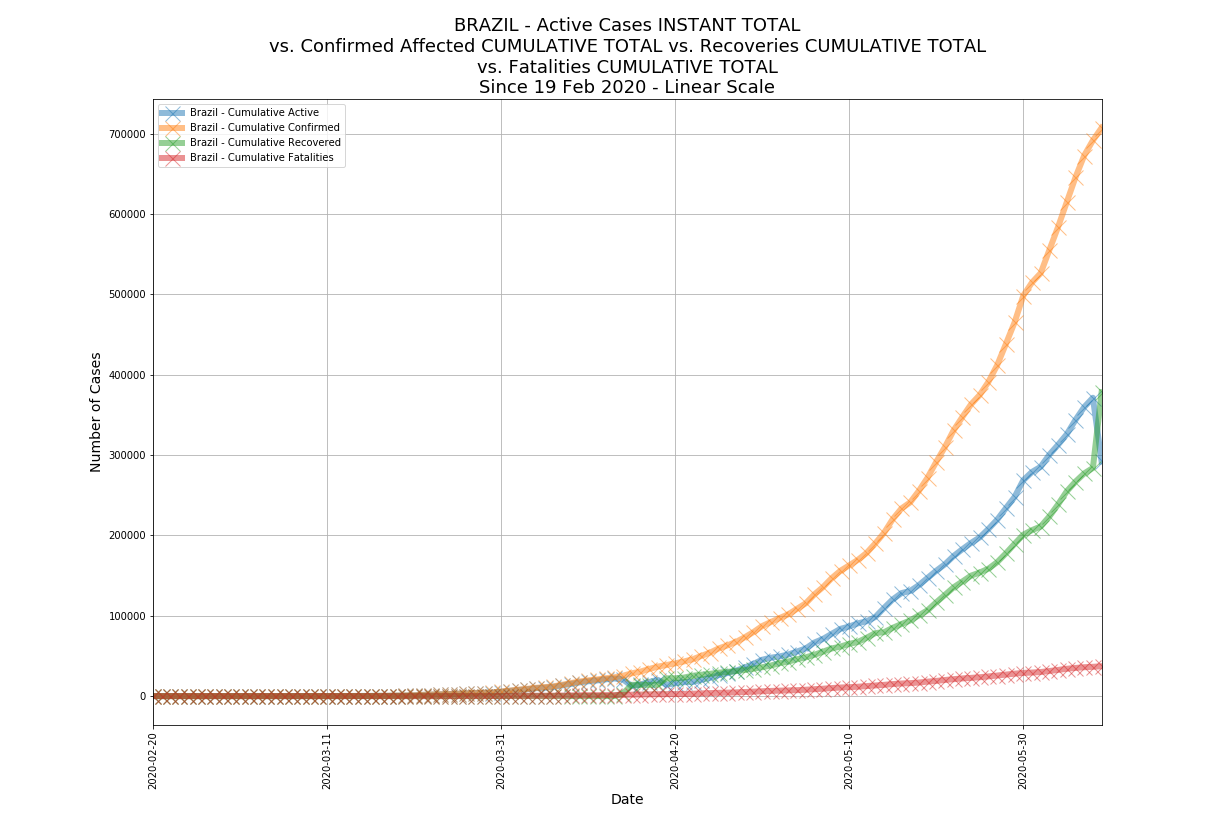 BRAZIL - Active Cases INSTANT TOTAL
vs. Confirmed Affected CUMULATIVE TOTAL vs. Recoveries CUMULATIVE TOTAL
vs. Fatalities CUMULATIVE TOTAL
Since 19 Feb 2020 - Linear Scale
Brazil - Cumulative Active
Brazil - Cumulative Confirmed
Brazil - Cumulative Recovered
Brazil - Cumulative Fatalities
700000
600000
500000
400000
300000
200000
100000
0
Number of Cases
2020-02-20
2020-03-11
2020-03-31
2020-04-20
2020-05-10
2020-05-30
Date